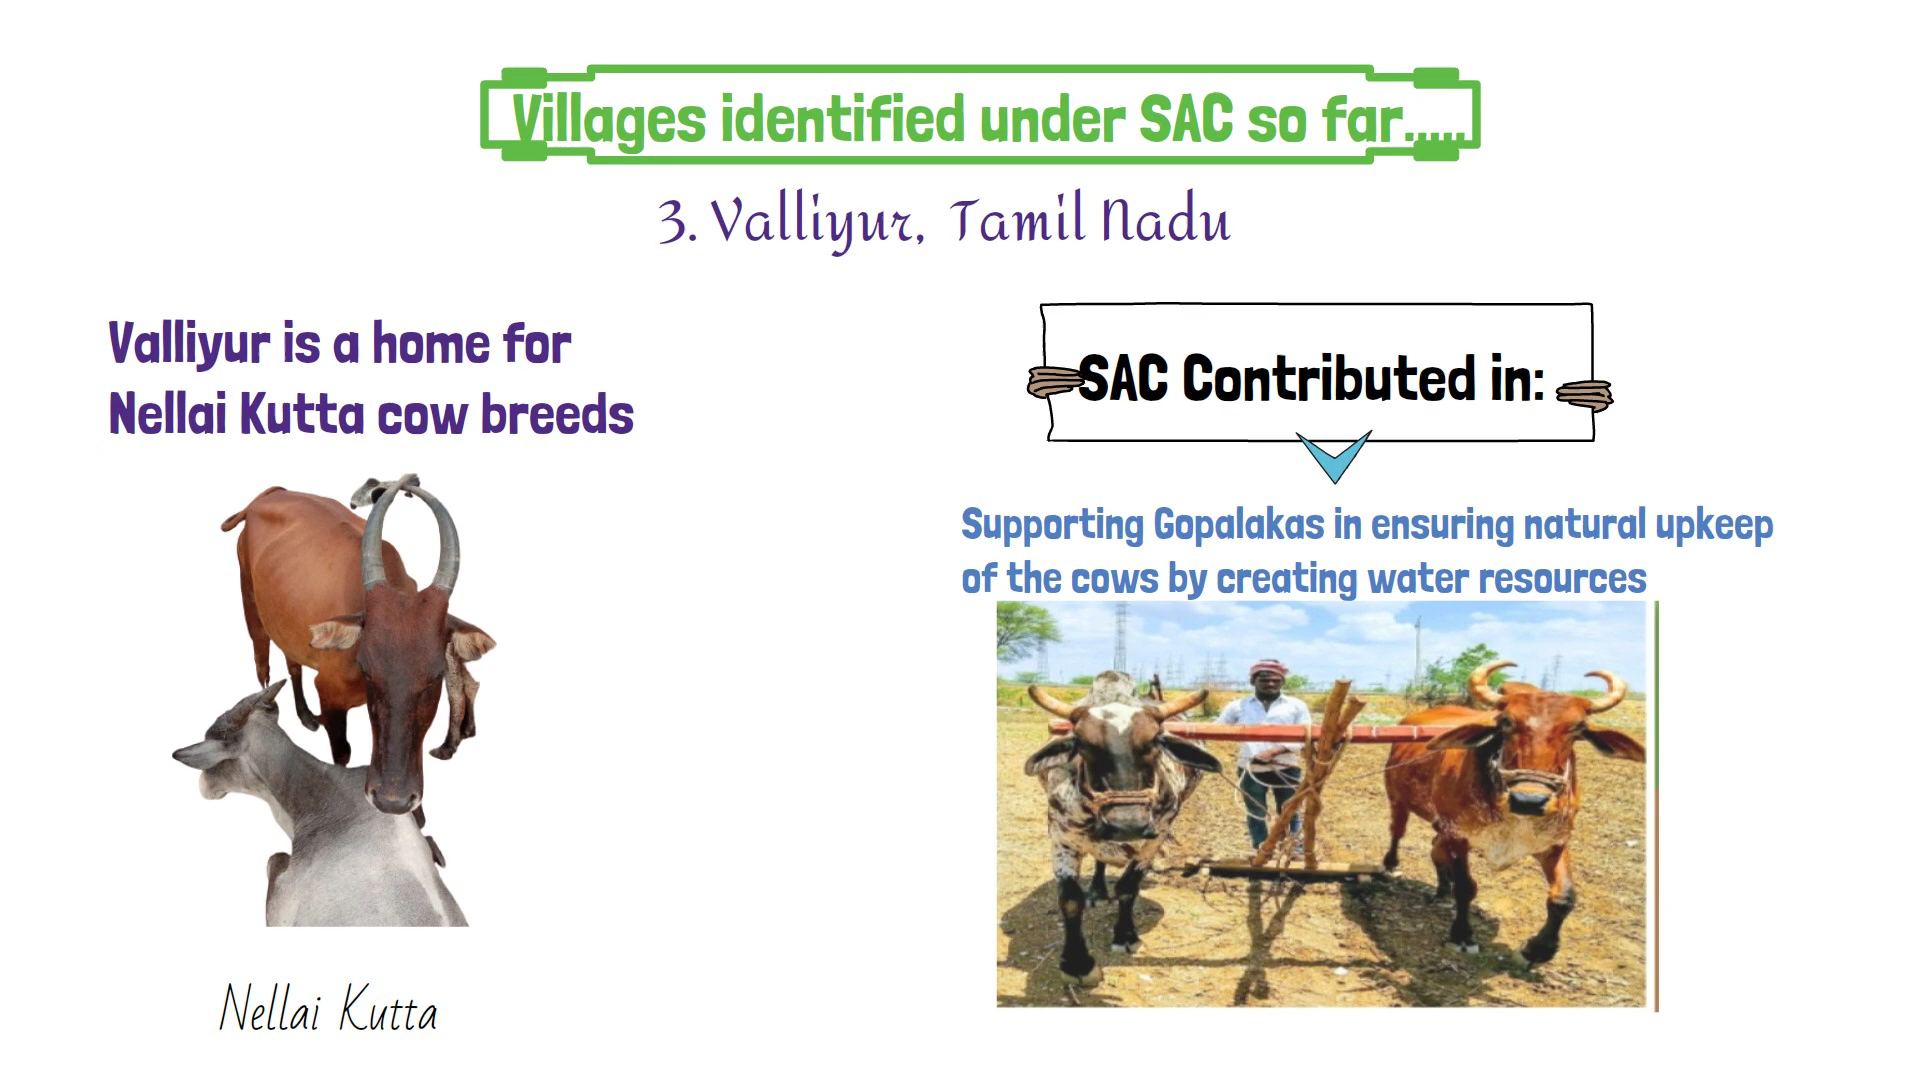 Villages identified under SAC so far.....
3. Valliyur, Tamil Nadu
Valliyur is a home for
Nellai Kutta cow breeds
Nellai Kutta
SAC Contributed in:
Supporting Gopalakas in ensuring natural upkeep
of the cows by creating water resources